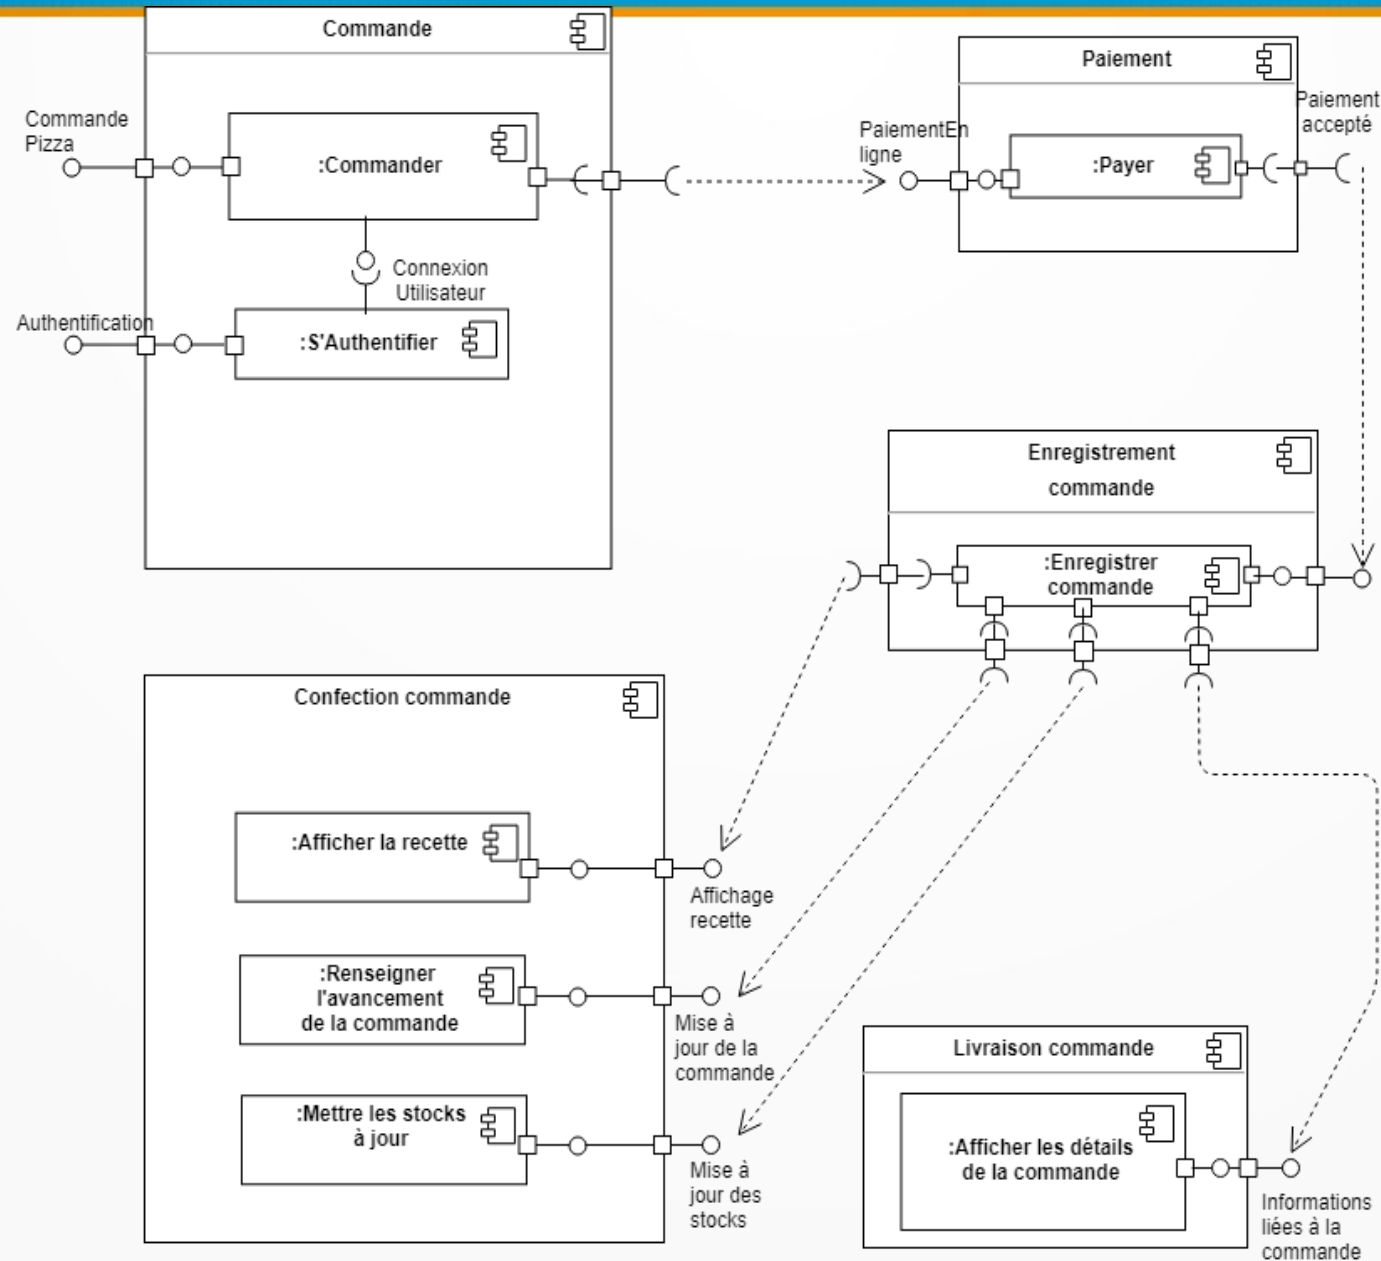 Commande
Commande
Pizza
:Commander
Connexion
Utilisateur
Authentification
:S'Authentifier
Paiement
PaiementEn
ligne
:Payer
Paiement
accepté
Enregistrement
commande
:Enregistrer
commande
Confection commande
:Afficher la recette
Affichage
recette
:Renseigner
l'avancement
de la commande
Mise à
jour de la
commande
:Mettre les stocks
à jour
Mise à
jour des
stocks
Livraison commande
:Afficher les détails
de la commande
Informations
liées à la
commande